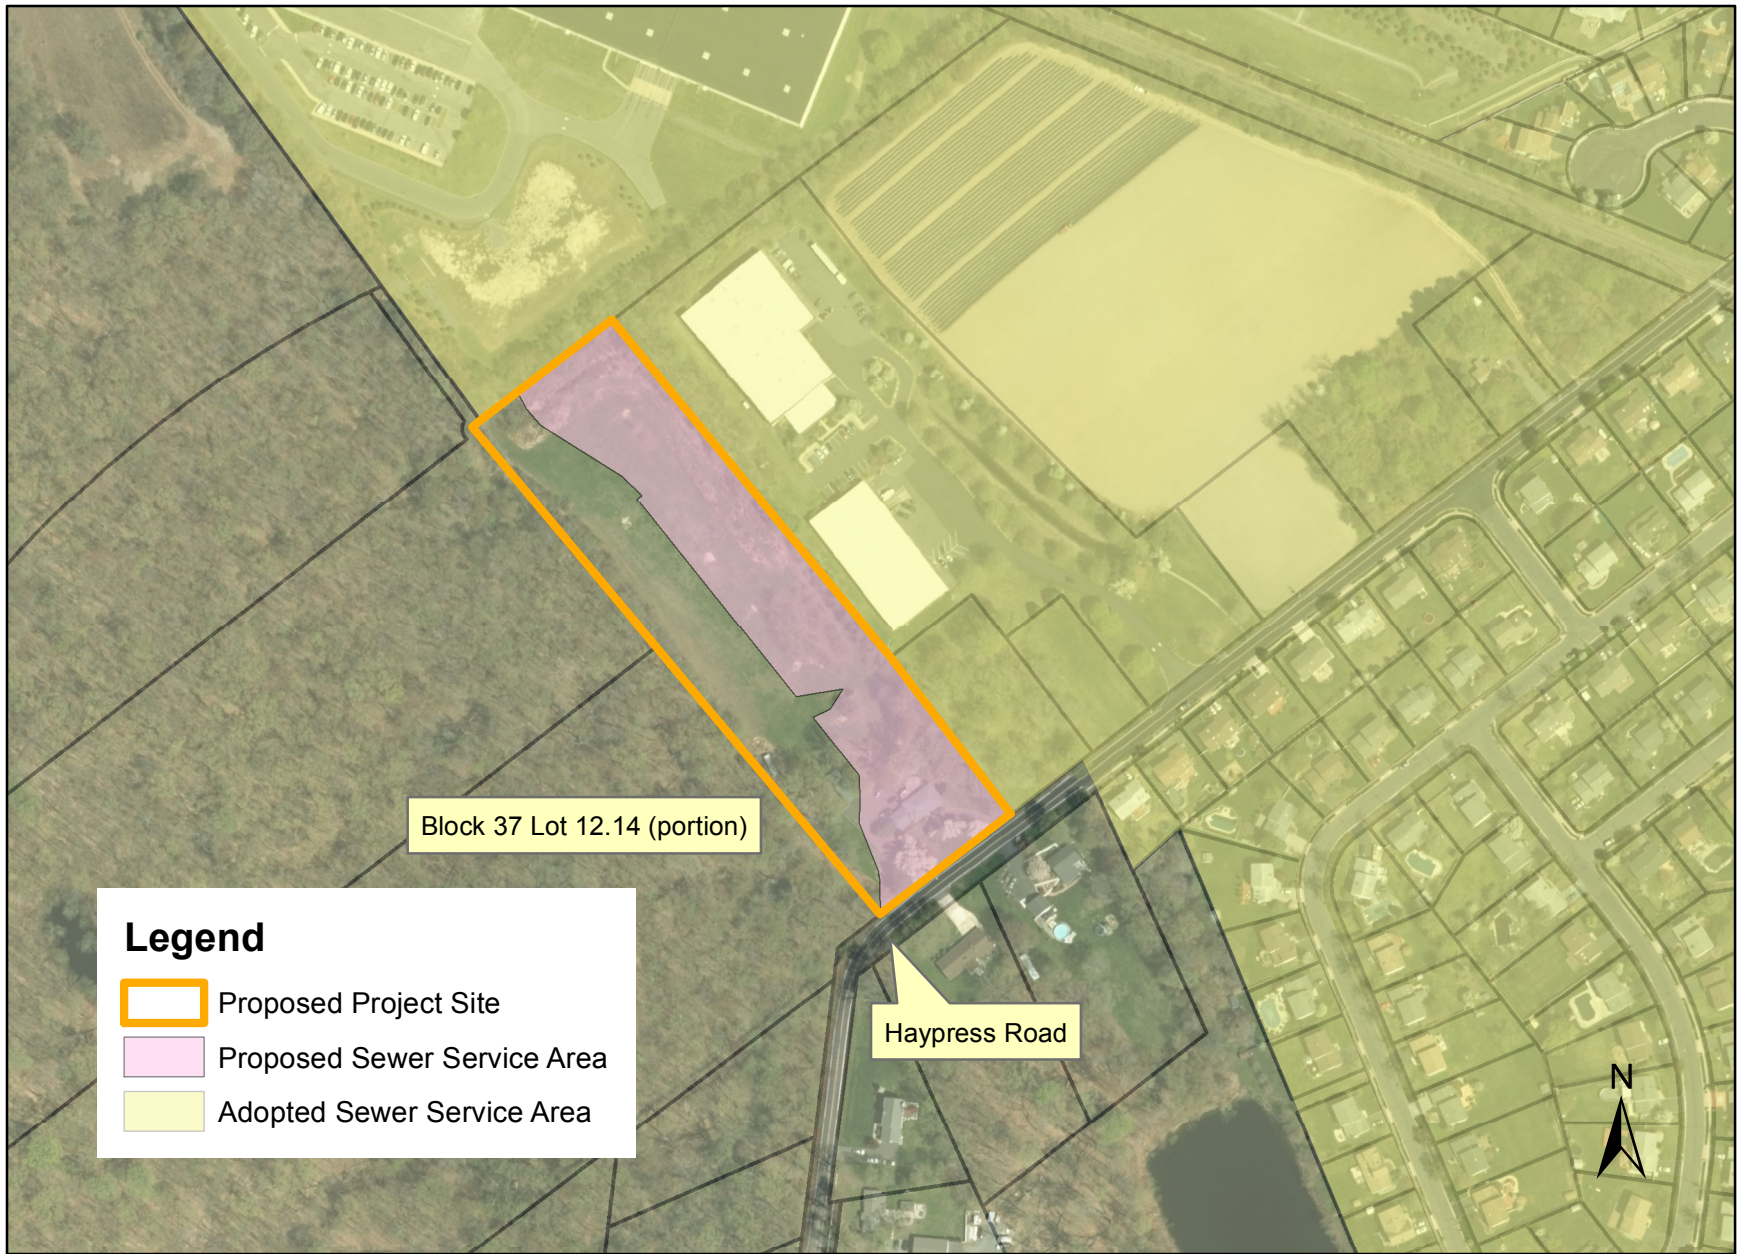 Block 37 Lot 12.14 (portion)
Legend
Proposed Project Site
Proposed Sewer Service Area
Adopted Sewer Service Area
Haypress Road
N